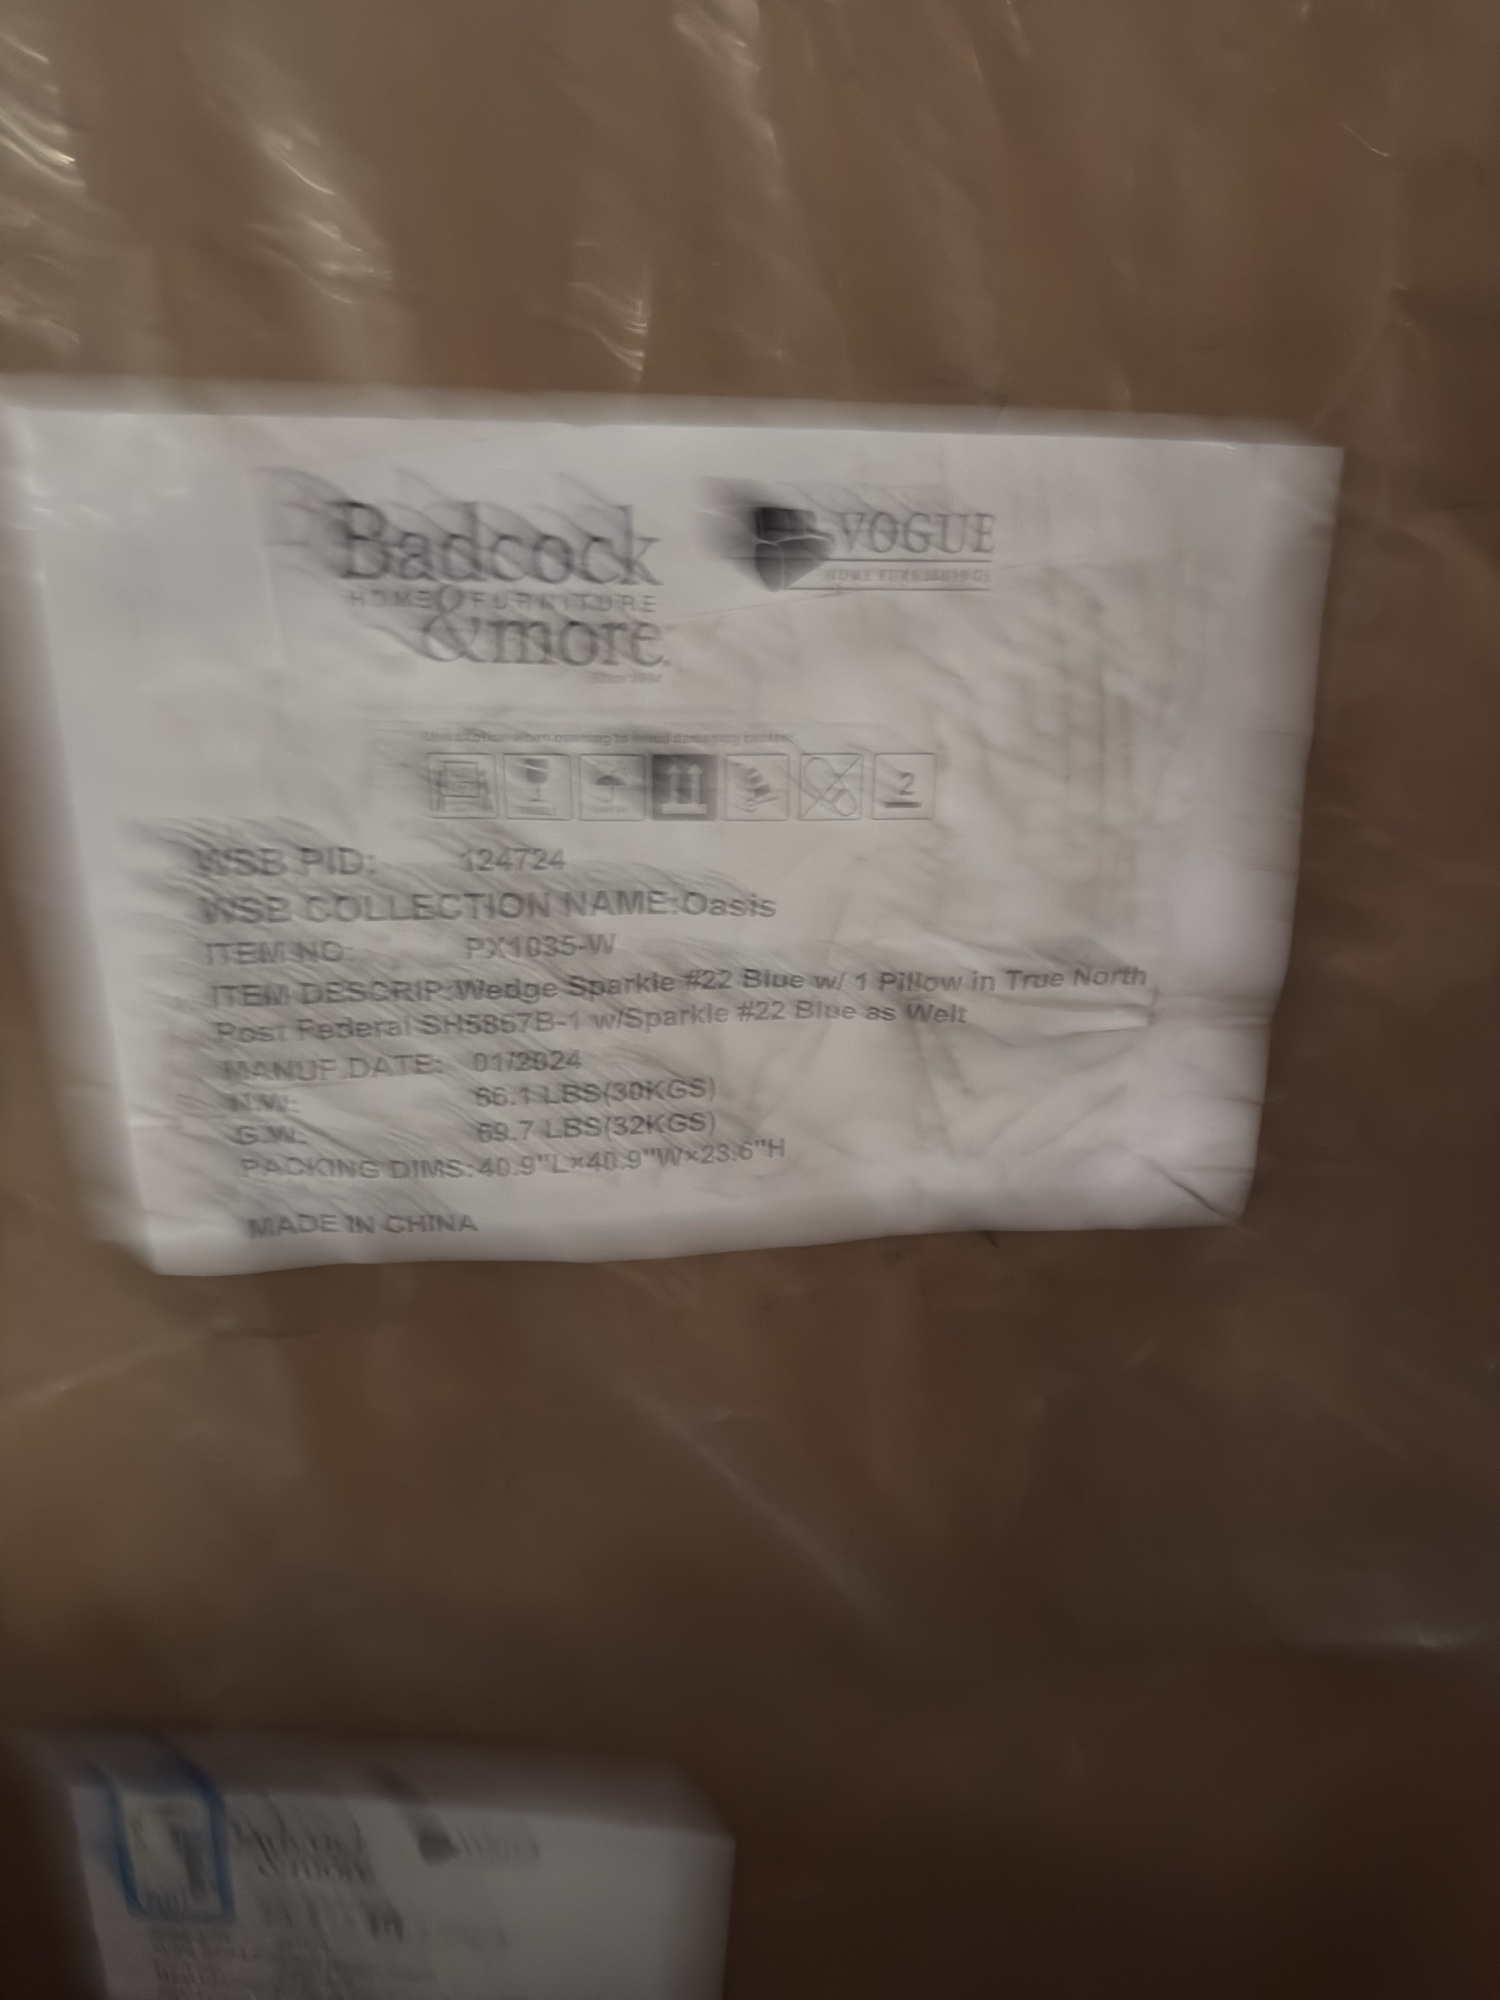 Badcock
HOME & FURNITURE
&more.
VOGUE
HOME FURNISHINGS
2
WSB PID: 124724
WSB COLLECTION NAME:Oasis
ITEM NO: PX1035-W
ITEM DESCRIP:Wedge Sparkle #22 Blue w/ 1 Pillow in True North
Post Federal SH5857B-1 w/Sparkle #22 Blue as Welt
MANUF.DATE: 01/2024
N.W.: 66.1 LBS(30KGS)
G.W.: 69.7 LBS(32KGS)
PACKING DIMS:40.9"L×40.9"W×23.6"H
MADE IN CHINA